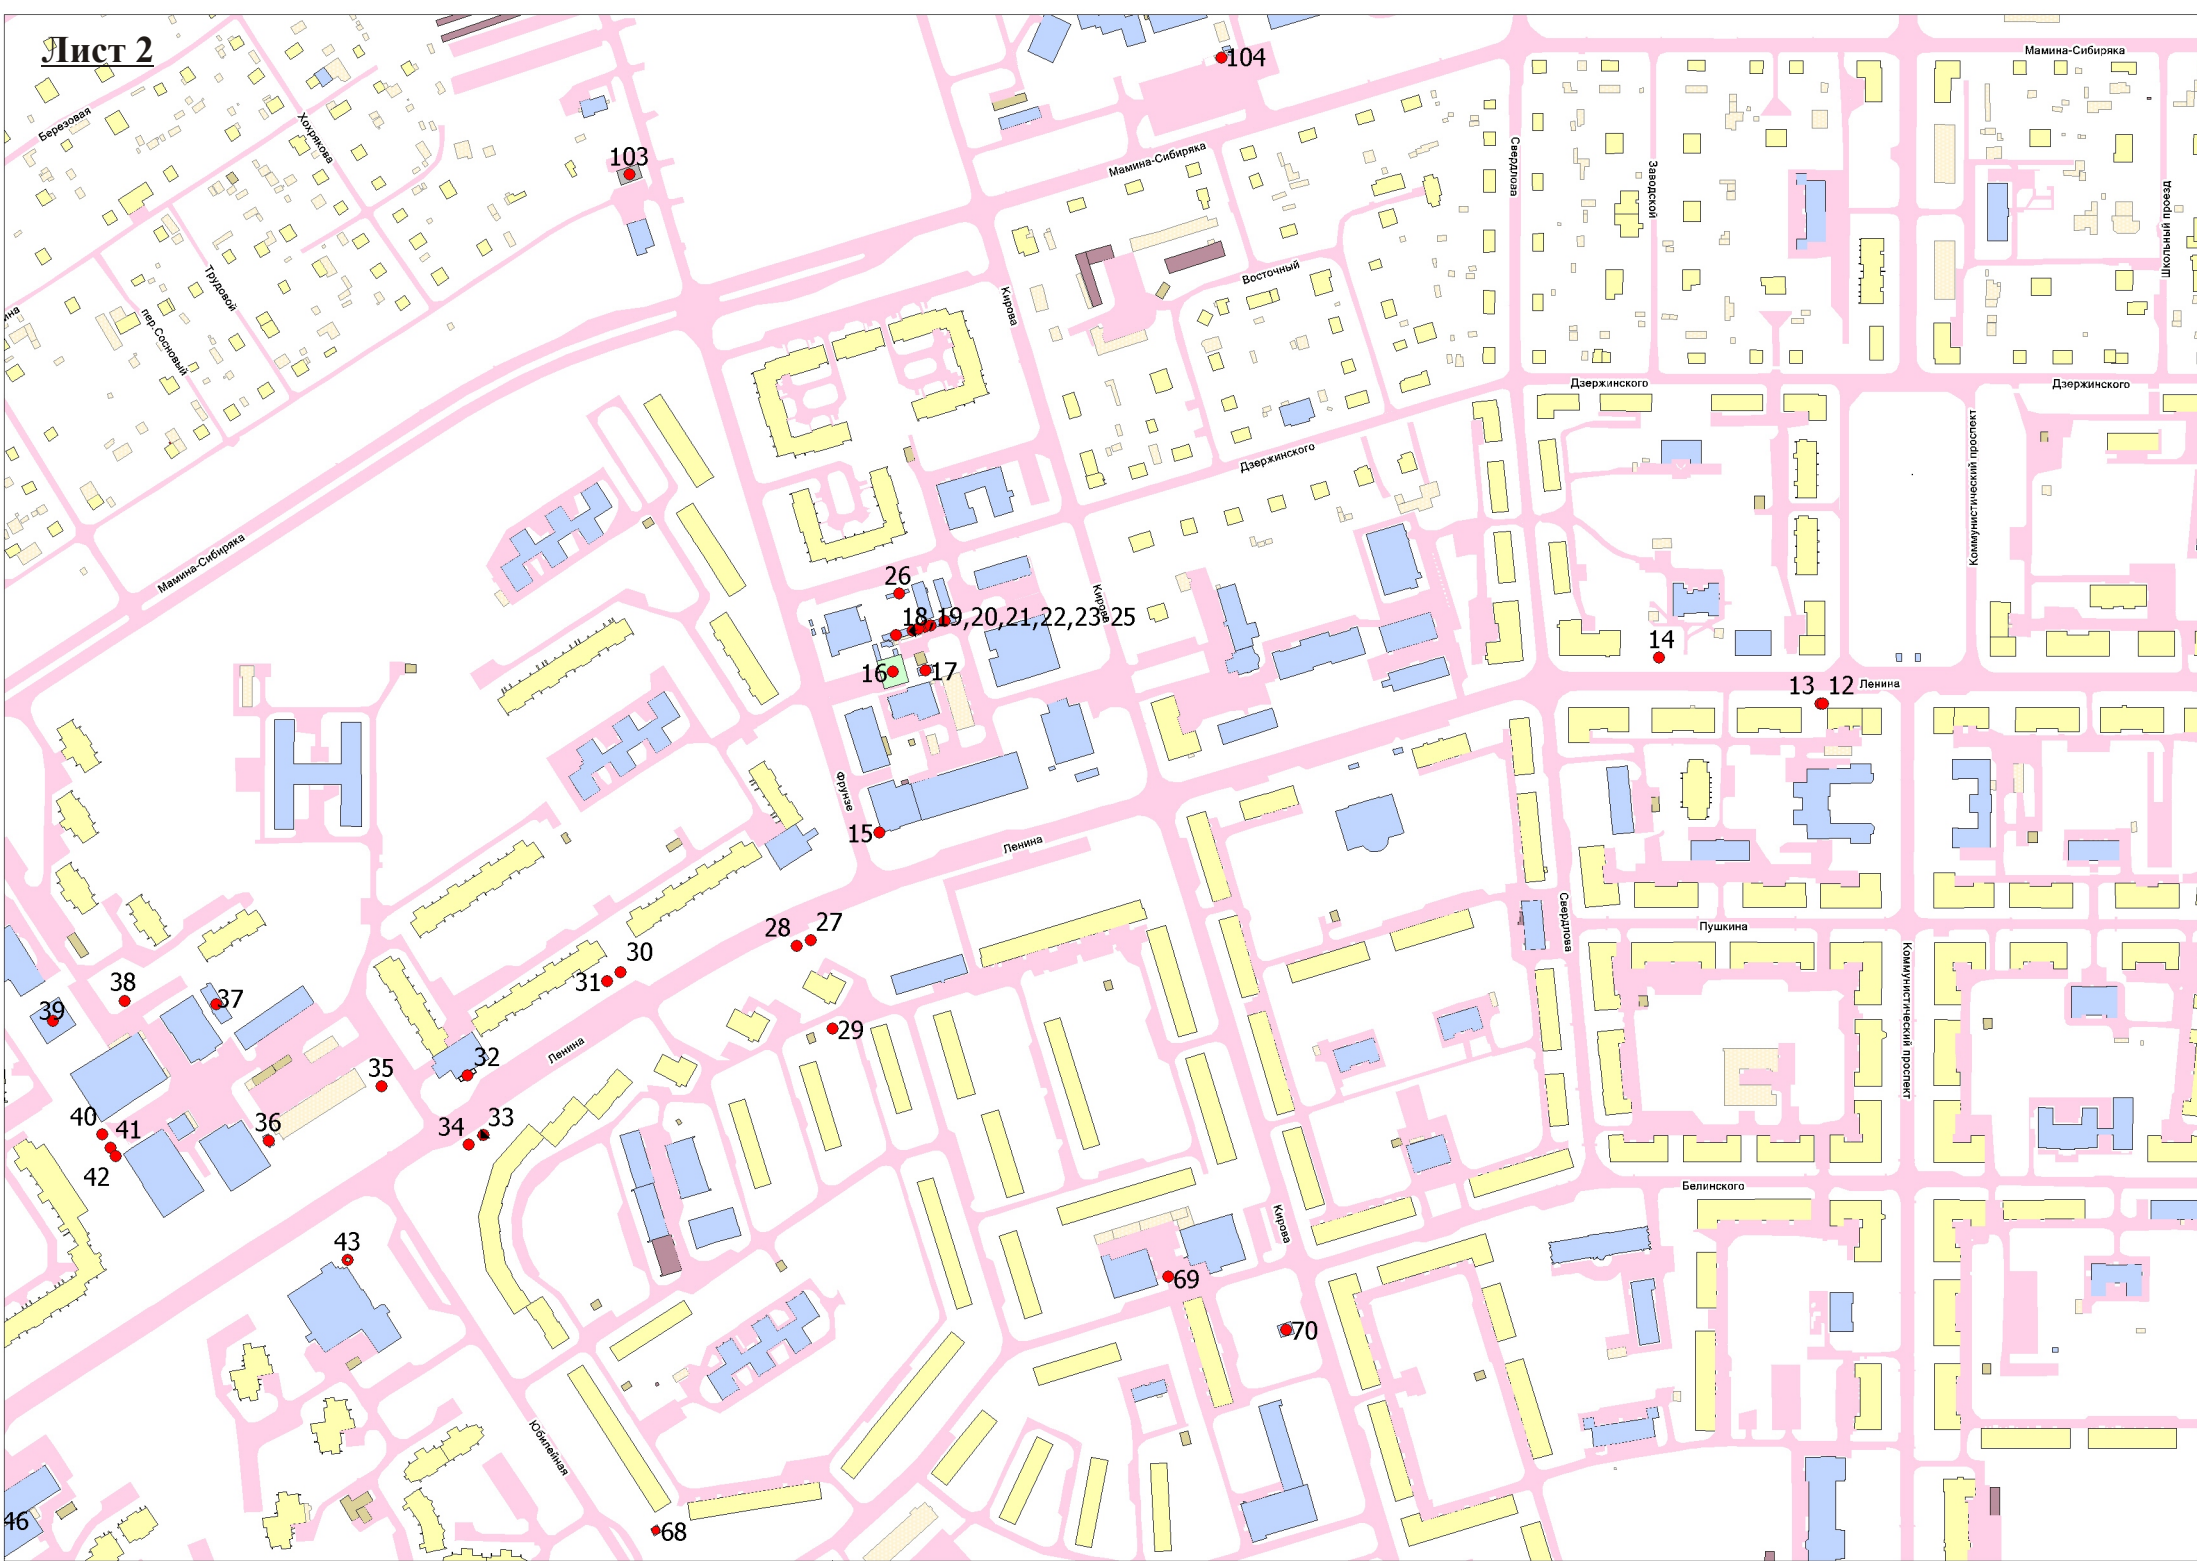 Лист 2
104
Мамина-Сибиряка
Березовая
Хохрякова
103
Мамина-Сибиряка
Свердлова
Заводской
Школьный проезд
Трудовой
пер.Сосновый
ина
Восточный
Кирова
Дзержинского
Дзержинского
Дзержинского
Коммунистический проспект
Мамина-Сибиряка
26
Кирова
18,19,20,21,22,23-25
16
17
14
13
12
Ленина
Фрунзе
15
Ленина
28
27
Свердлова
Пушкина
Коммунистический проспект
30
31
38
37
39
29
Ленина
32
35
40
41
36
34
33
42
Белинского
Кирова
43
69
70
Юбилейная
46
68